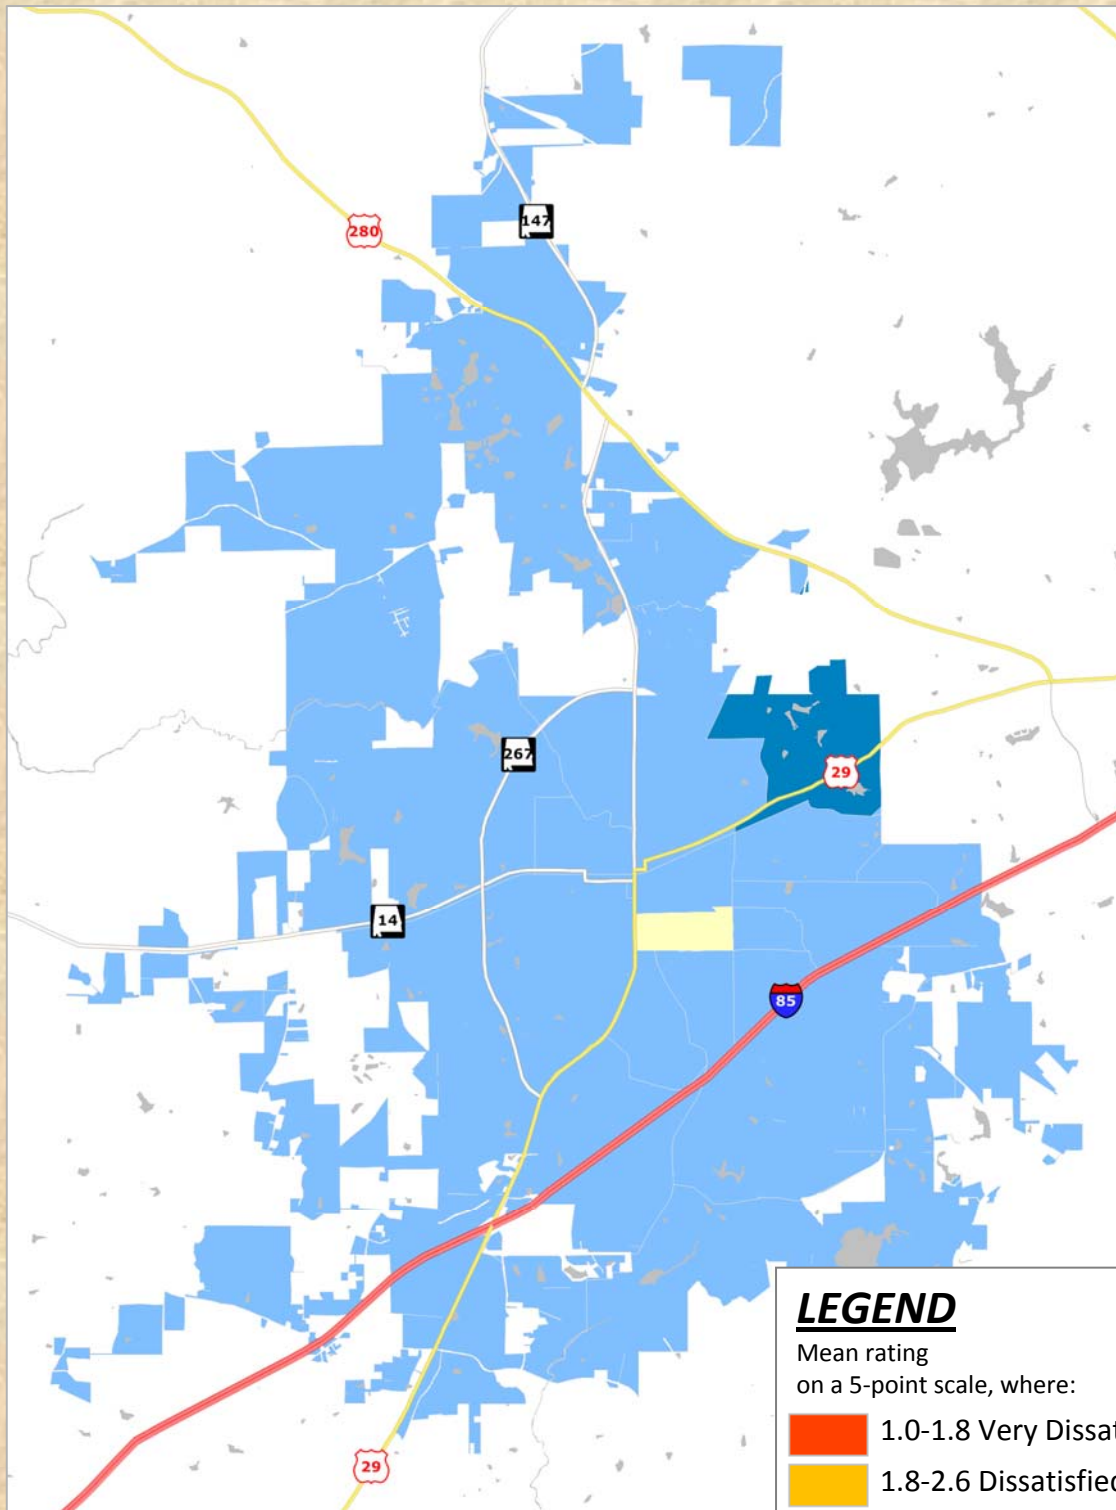 147
280
267
29
14
85
29
LEGEND
Mean rating
on a 5-point scale, where:
1.0-1.8 Very Dissat
1.8-2.6 Dissatisfied